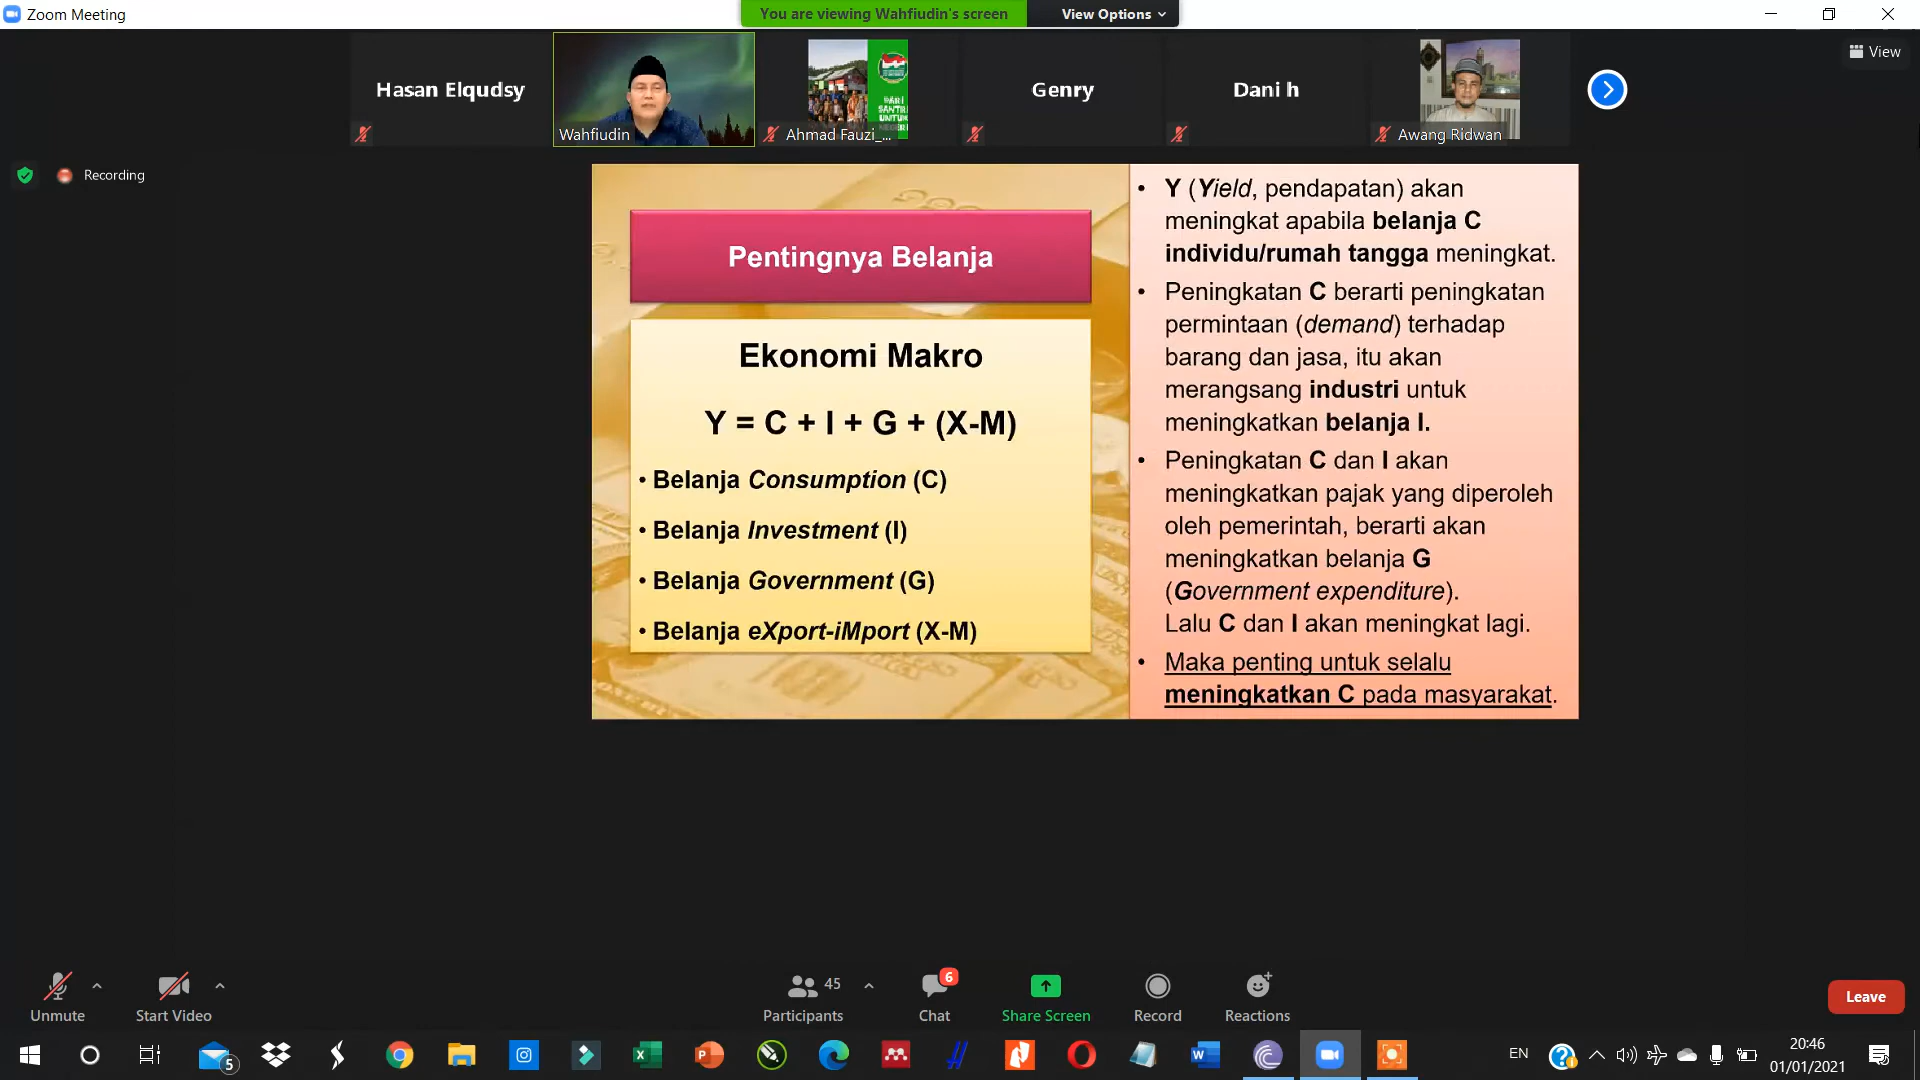 Zoom Meeting
You are viewing Wahfiudin's screen
View Options
View
Hasan Elqudsy
Wahfiudin
DARI
SANTRI
UNTUK
NEGERI
Ahmad Fauzi_...
Genry
Dani h
Awang Ridwan
Recording
Pentingnya Belanja
Ekonomi Makro
Y = C + I + G + (X-M)
• Belanja Consumption (C)
• Belanja Investment (I)
• Belanja Government (G)
• Belanja eXport-iMport (X-M)
• Y (Yield, pendapatan) akan
meningkat apabila belanja C
individu/rumah tangga meningkat.
• Peningkatan C berarti peningkatan
permintaan (demand) terhadap
barang dan jasa, itu akan
merangsang industri untuk
meningkatkan belanja I.
• Peningkatan C dan I akan
meningkatkan pajak yang diperoleh
oleh pemerintah, berarti akan
meningkatkan belanja G
(Government expenditure).
Lalu C dan I akan meningkat lagi.
• Maka penting untuk selalu
meningkatkan C pada masyarakat.
Unmute
Start Video
45
Participants
6
Chat
Share Screen
Record
Reactions
Leave
5
EN
20:46
01/01/2021